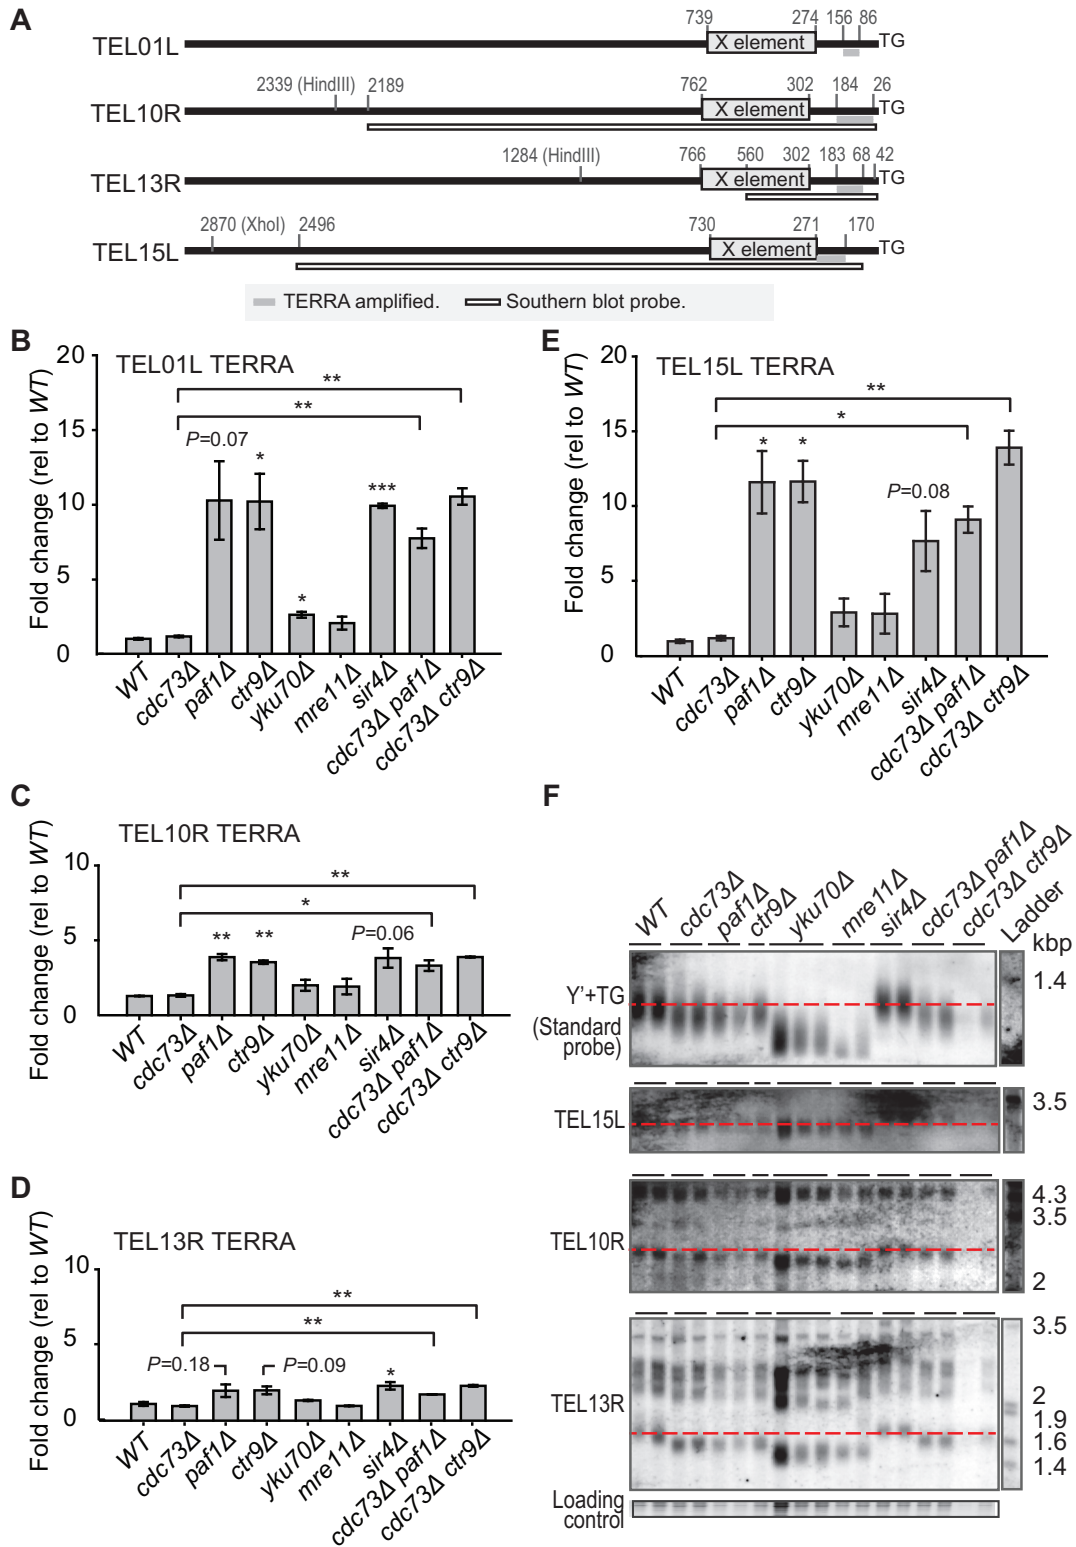 A
739 274 156 86
TEL01L X element TG
2339 (HindIII) 2189 762 302 184 26
TEL10R X element TG
1284 (HindIII) 766 560 302 183 68 42
TEL13R X element TG
2870 (XhoI) 2496 730 271 170
TEL15L X element TG
TERRA amplified. Southern blot probe.
B
TEL01L TERRA
Fold change (rel to WT)
20
15
10
5
0
**
**
P=0.07
*
*
***
WT
cdc73Δ
paf1Δ
ctr9Δ
yku70Δ
mre11Δ
sir4Δ
cdc73Δ paf1Δ
cdc73Δ ctr9Δ
E
TEL15L TERRA
Fold change (rel to WT)
20
15
10
5
0
**
*
*
*
P=0.08
WT
cdc73Δ
paf1Δ
ctr9Δ
yku70Δ
mre11Δ
sir4Δ
cdc73Δ paf1Δ
cdc73Δ ctr9Δ
C
TEL10R TERRA
Fold change (rel to WT)
10
5
0
**
*
**
**
P=0.06
WT
cdc73Δ
paf1Δ
ctr9Δ
yku70Δ
mre11Δ
sir4Δ
cdc73Δ paf1Δ
cdc73Δ ctr9Δ
D
TEL13R TERRA
Fold change (rel to WT)
10
5
0
**
**
P=0.18
P=0.09
*
WT
cdc73Δ
paf1Δ
ctr9Δ
yku70Δ
mre11Δ
sir4Δ
cdc73Δ paf1Δ
cdc73Δ ctr9Δ
F
WT
cdc73Δ
paf1Δ
ctr9Δ
yku70Δ
mre11Δ
sir4Δ
cdc73Δ paf1Δ
cdc73Δ ctr9Δ
Ladder
kbp
Y'+TG
(Standard
probe)
1.4
TEL15L
3.5
TEL10R
4.3
3.5
2
TEL13R
3.5
2
1.9
1.6
1.4
Loading
control